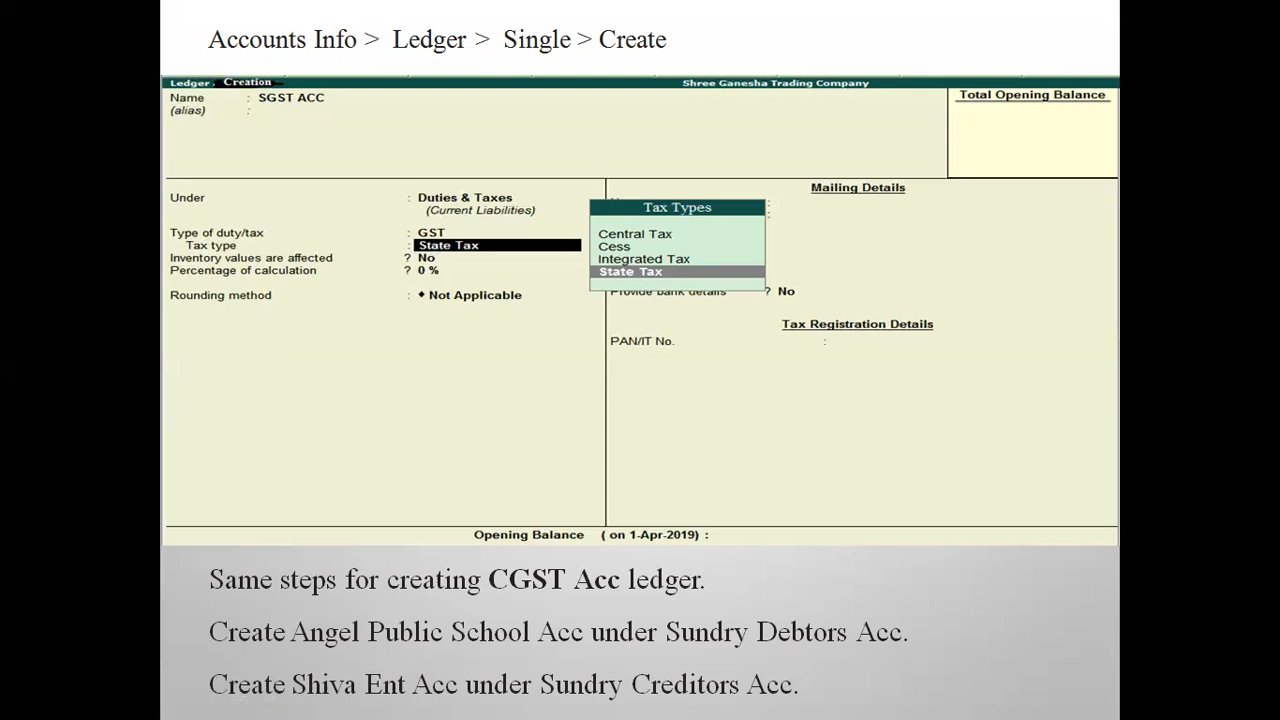 Accounts Info > Ledger > Single > Create
Ledger Creation Shree Ganesha Trading Company
Name : SGST ACC
(alias) :
Total Opening Balance
Under : Duties & Taxes
(Current Liabilities)
Type of duty/tax : GST
Tax type : State Tax
Inventory values are affected ? No
Percentage of calculation ? 0 %
Rounding method : ♦ Not Applicable
Mailing Details
Tax Types
Central Tax
Cess
Integrated Tax
State Tax
Provide bank details ? No
Tax Registration Details
PAN/IT No. :
Opening Balance ( on 1-Apr-2019) :
Same steps for creating CGST Acc ledger.
Create Angel Public School Acc under Sundry Debtors Acc.
Create Shiva Ent Acc under Sundry Creditors Acc.